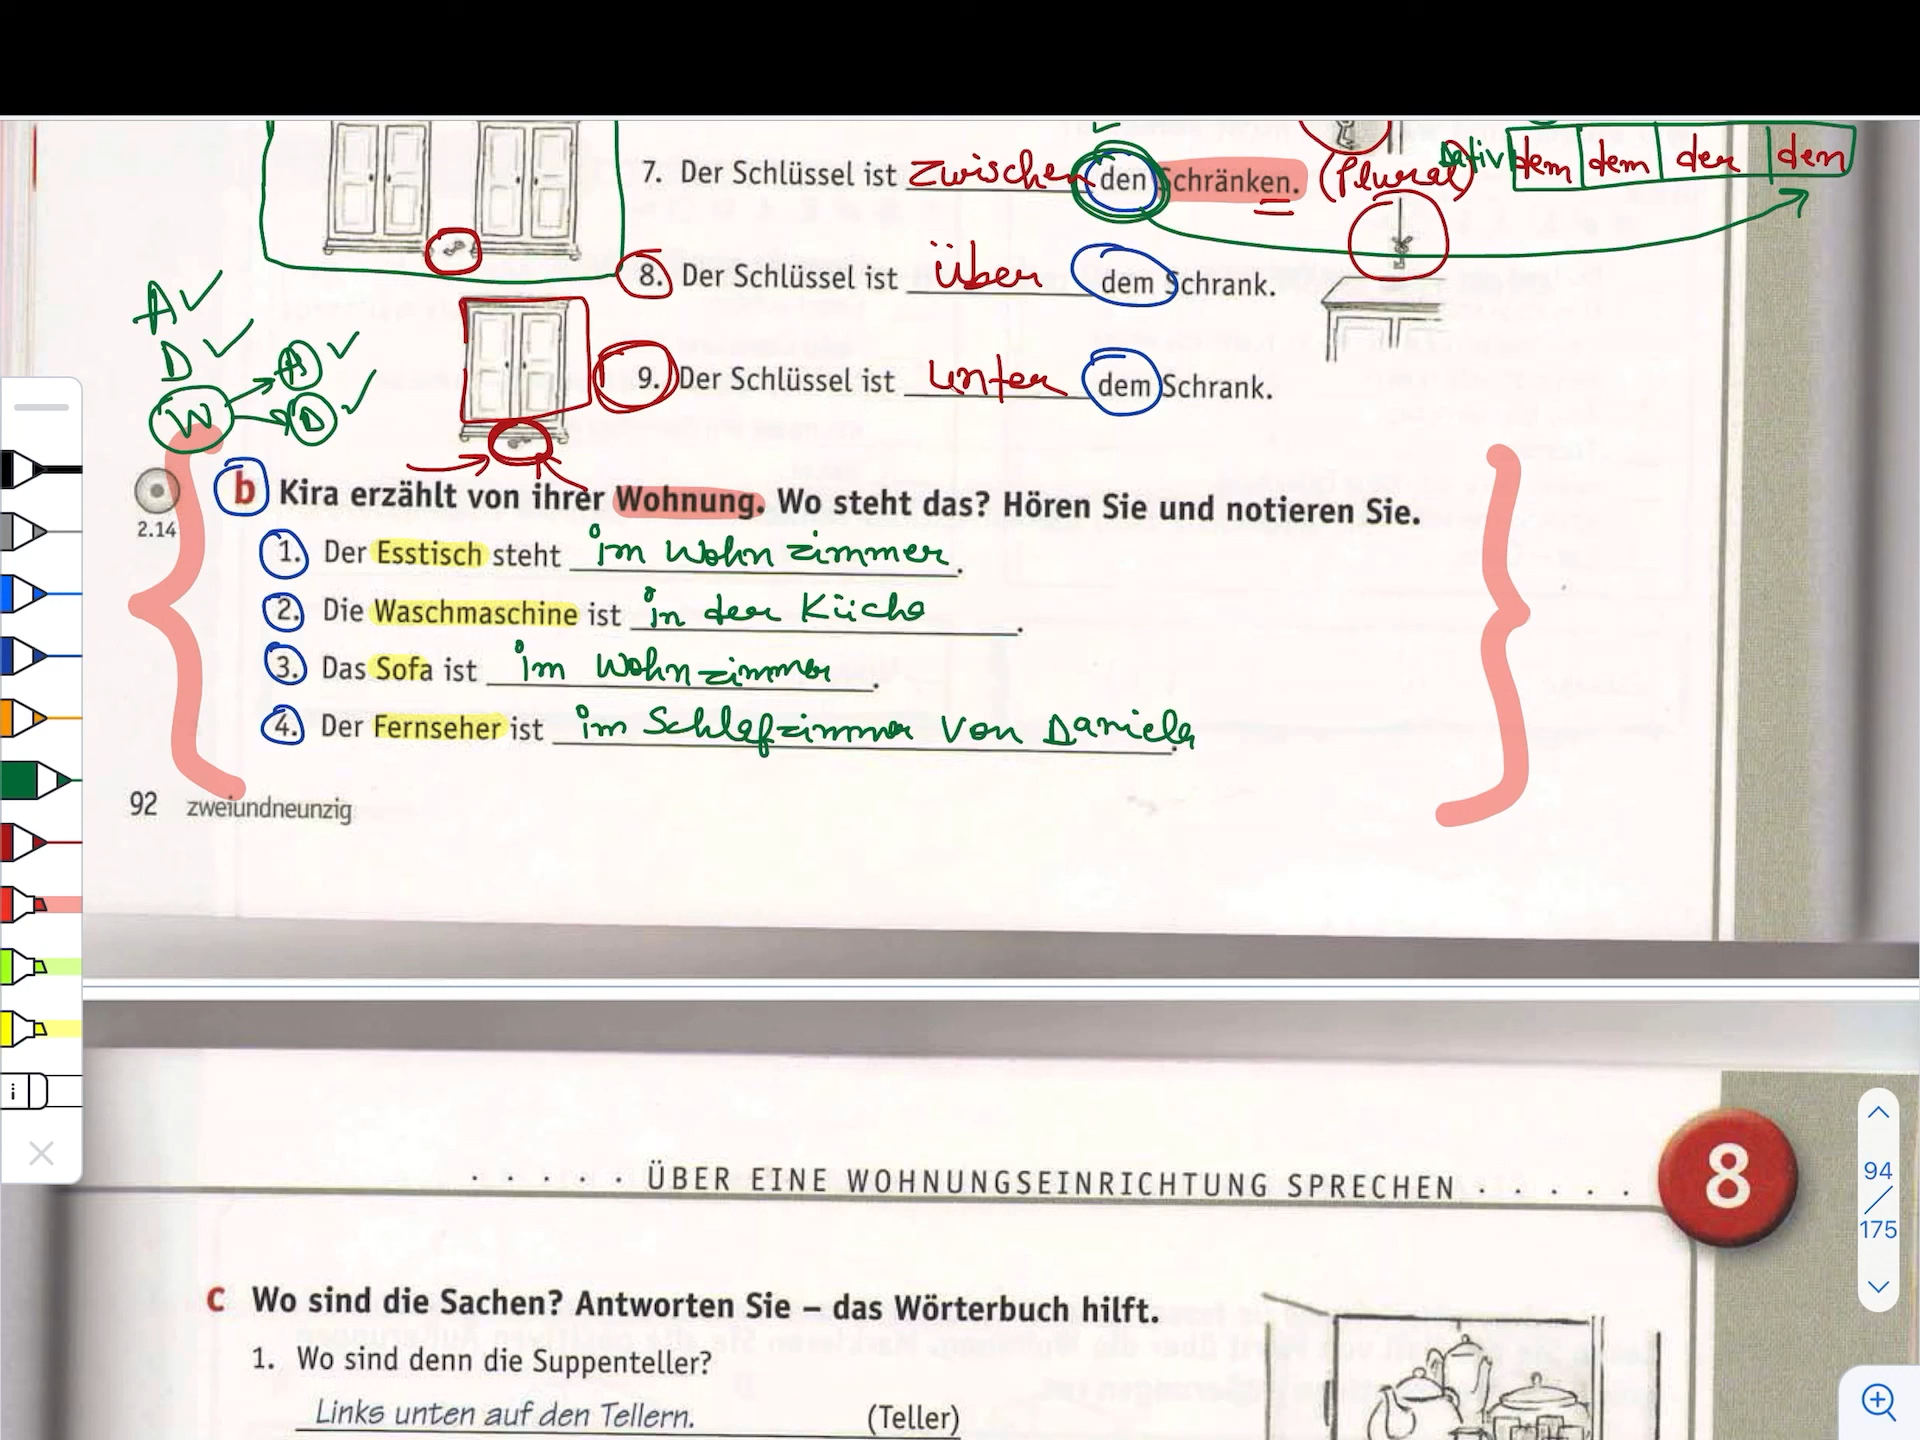 7. Der Schlüssel ist zwischen den Schränken. (Plural) Dativ dem dem der den
8. Der Schlüssel ist über dem Schrank.
A
D
W A D
9. Der Schlüssel ist unter dem Schrank.
b Kira erzählt von ihrer Wohnung. Wo steht das? Hören Sie und notieren Sie.
2.14
1. Der Esstisch steht im Wohnzimmer.
2. Die Waschmaschine ist in der Küche.
3. Das Sofa ist im Wohnzimmer.
4. Der Fernseher ist im Schlafzimmer von Daniela.
92 zweiundneunzig
ÜBER EINE WOHNUNGSEINRICHTUNG SPRECHEN 8
94
/
175
c Wo sind die Sachen? Antworten Sie – das Wörterbuch hilft.
1. Wo sind denn die Suppenteller?
Links unten auf den Tellern. (Teller)